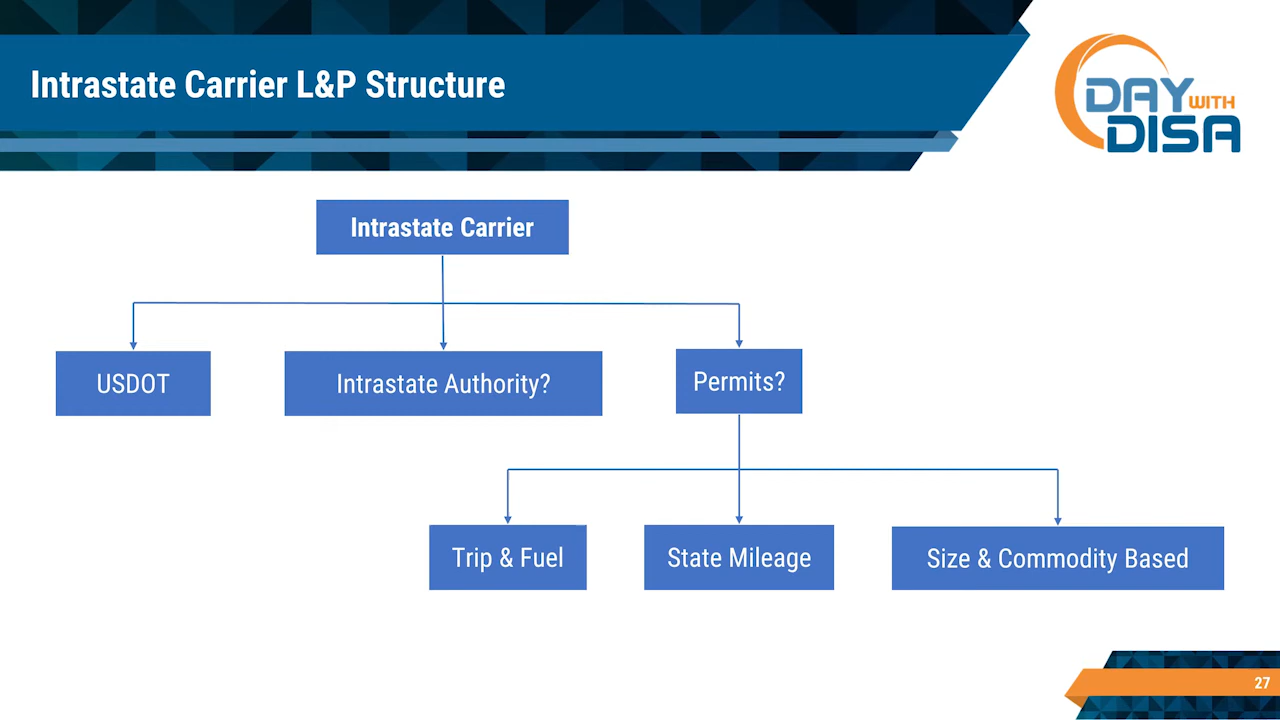 Intrastate Carrier L&P Structure
DAY WITH
DISA
Intrastate Carrier
USDOT
Intrastate Authority?
Permits?
Trip & Fuel
State Mileage
Size & Commodity Based
27